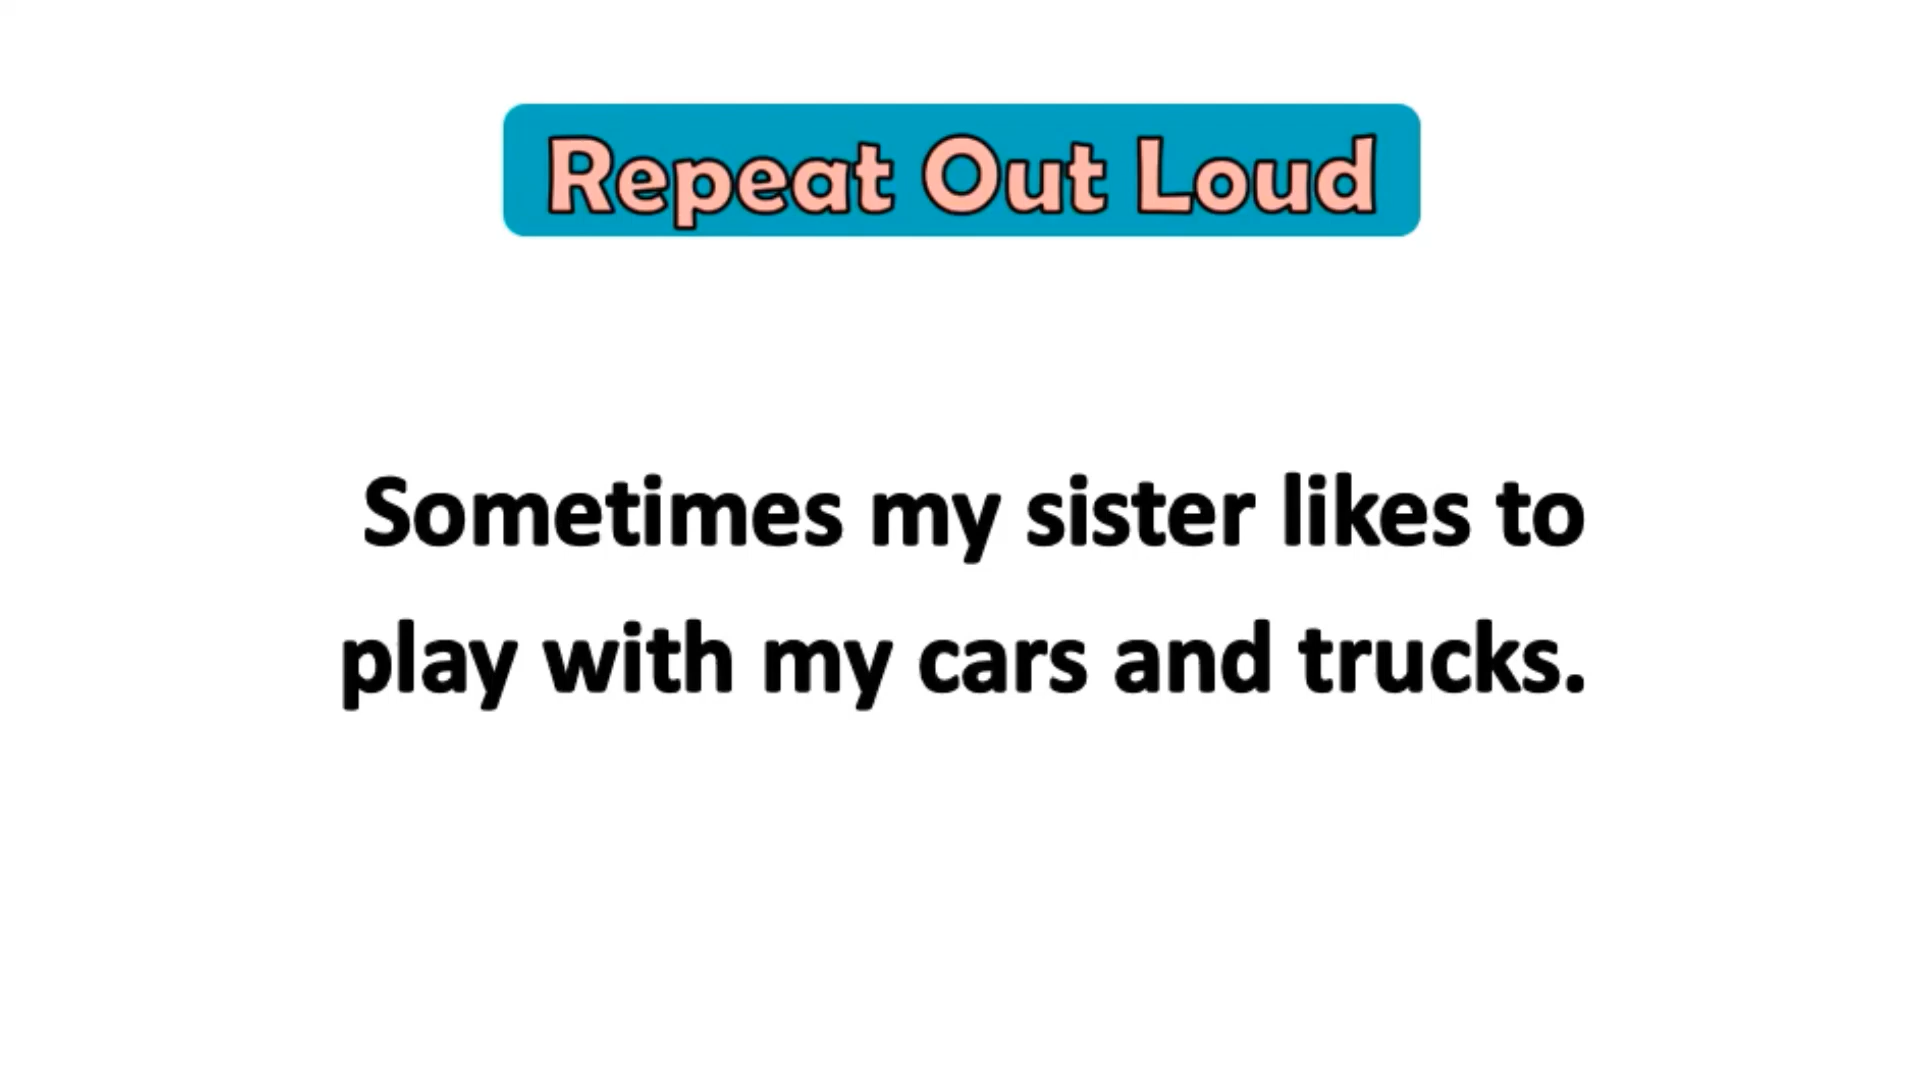 Repeat Out Loud
Sometimes my sister likes to
play with my cars and trucks.